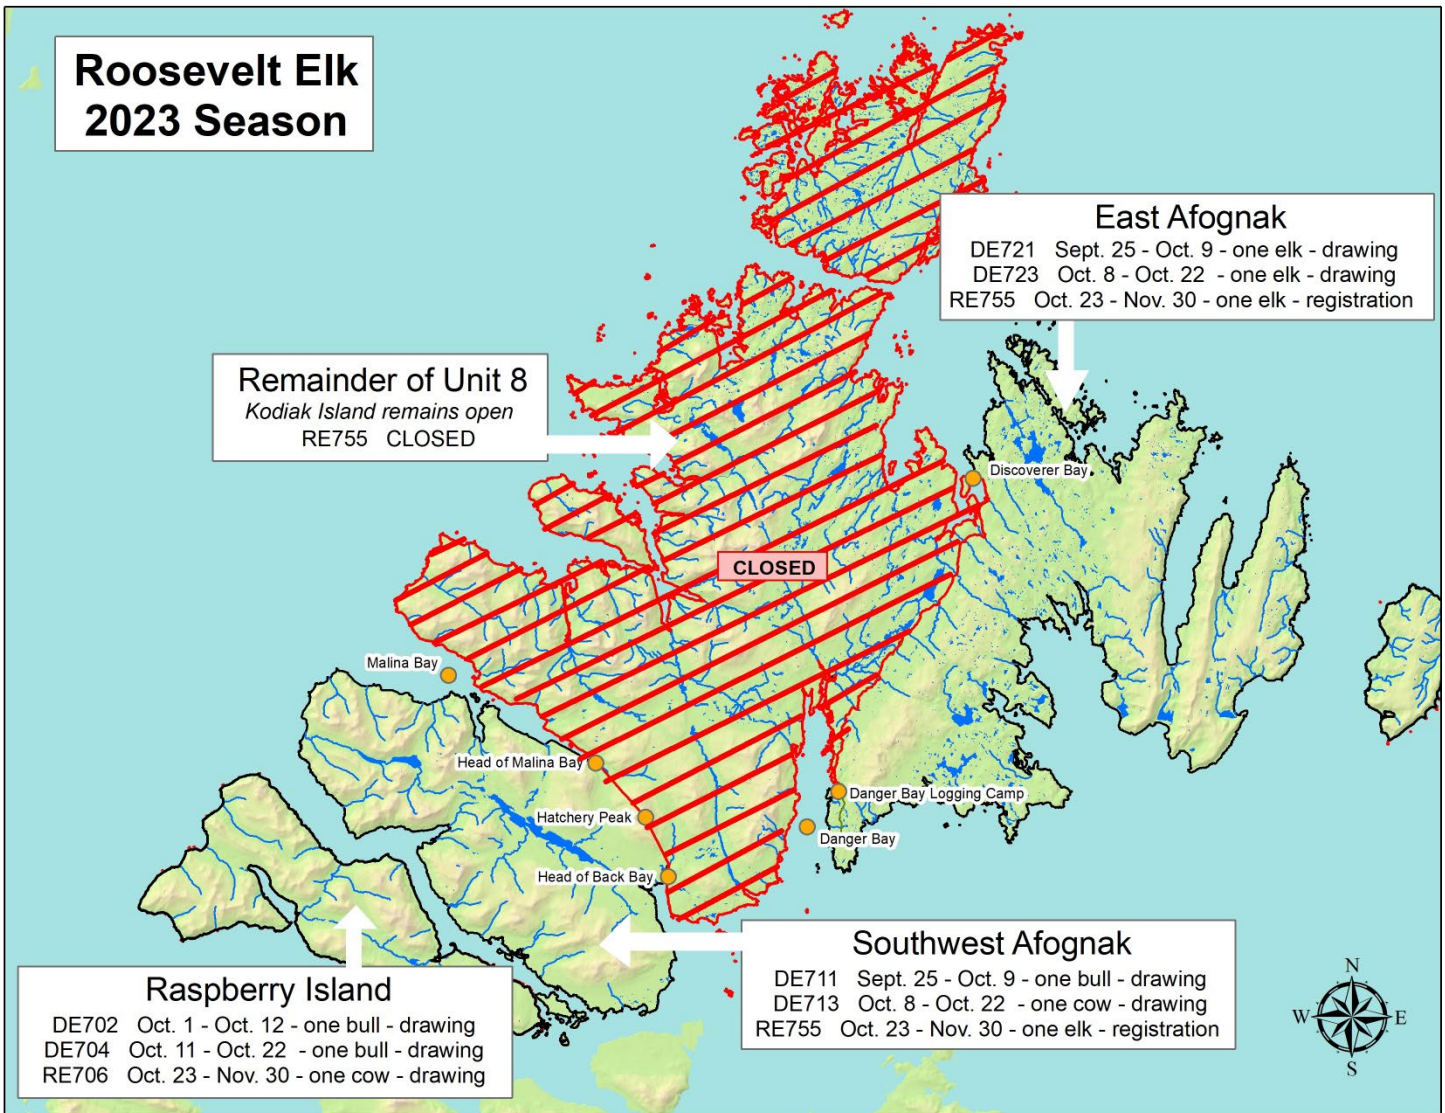 Roosevelt Elk
2023 Season
East Afognak
DE721 Sept. 25 - Oct. 9 - one elk - drawing
DE723 Oct. 8 - Oct. 22 - one elk - drawing
RE755 Oct. 23 - Nov. 30 - one elk - registration
Remainder of Unit 8
Kodiak Island remains open
RE755 CLOSED
Discoverer Bay
CLOSED
Malina Bay
Head of Malina Bay
Danger Bay Logging Camp
Hatchery Peak
Danger Bay
Head of Back Bay
Southwest Afognak
DE711 Sept. 25 - Oct. 9 - one bull - drawing
DE713 Oct. 8 - Oct. 22 - one cow - drawing
RE755 Oct. 23 - Nov. 30 - one elk - registration
Raspberry Island
DE702 Oct. 1 - Oct. 12 - one bull - drawing
DE704 Oct. 11 - Oct. 22 - one bull - drawing
RE706 Oct. 23 - Nov. 30 - one cow - drawing
N
W E
S